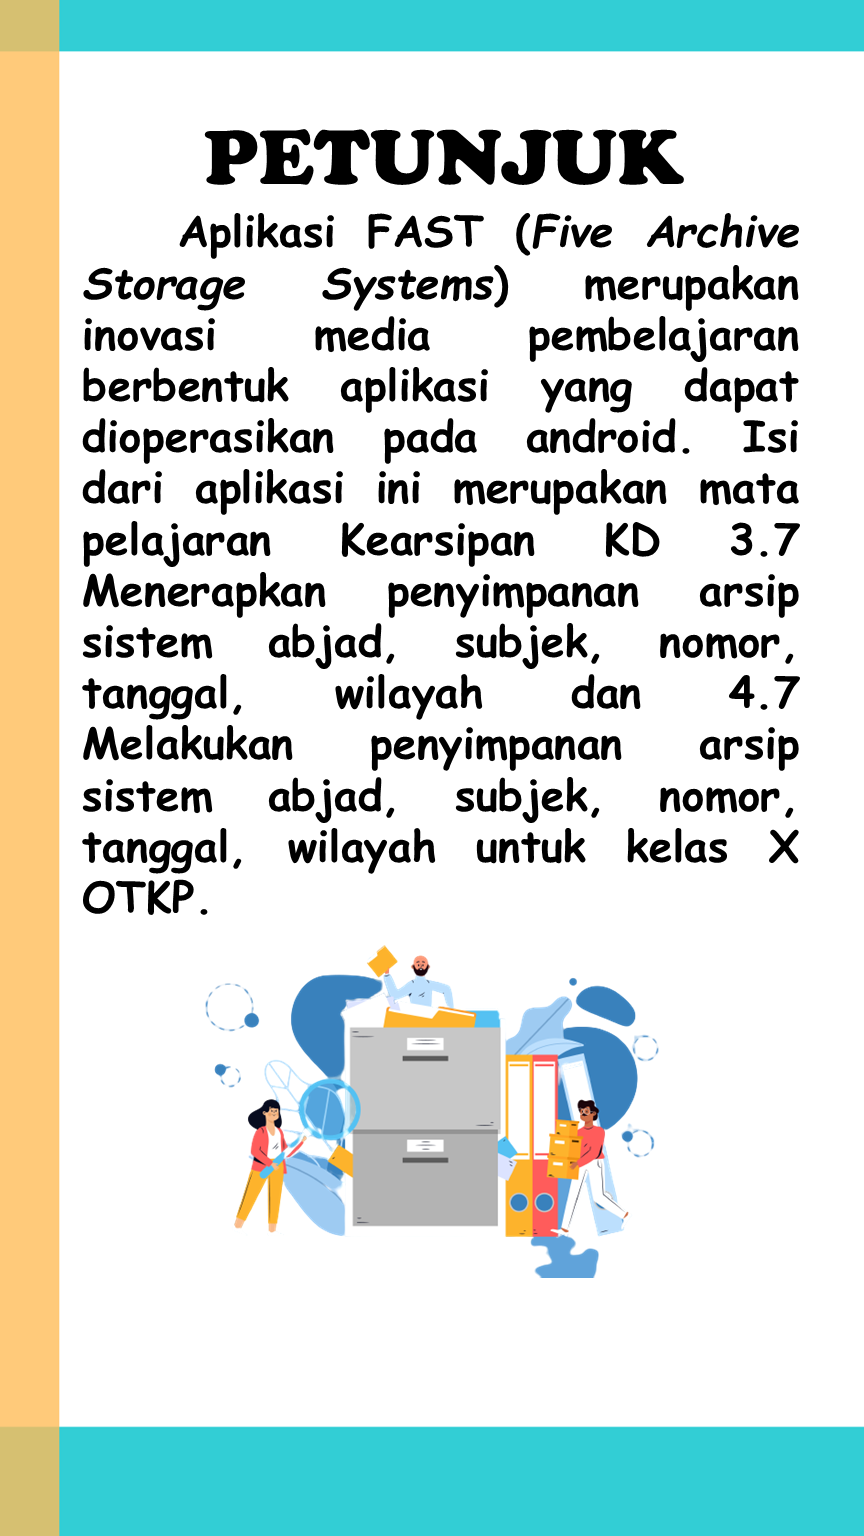 PETUNJUK
Aplikasi FAST (Five Archive
Storage Systems) merupakan
inovasi media pembelajaran
berbentuk aplikasi yang dapat
dioperasikan pada android. Isi
dari aplikasi ini merupakan mata
pelajaran Kearsipan KD 3.7
Menerapkan penyimpanan arsip
sistem abjad, subjek, nomor,
tanggal, wilayah dan 4.7
Melakukan penyimpanan arsip
sistem abjad, subjek, nomor,
tanggal, wilayah untuk kelas X
OTKP.